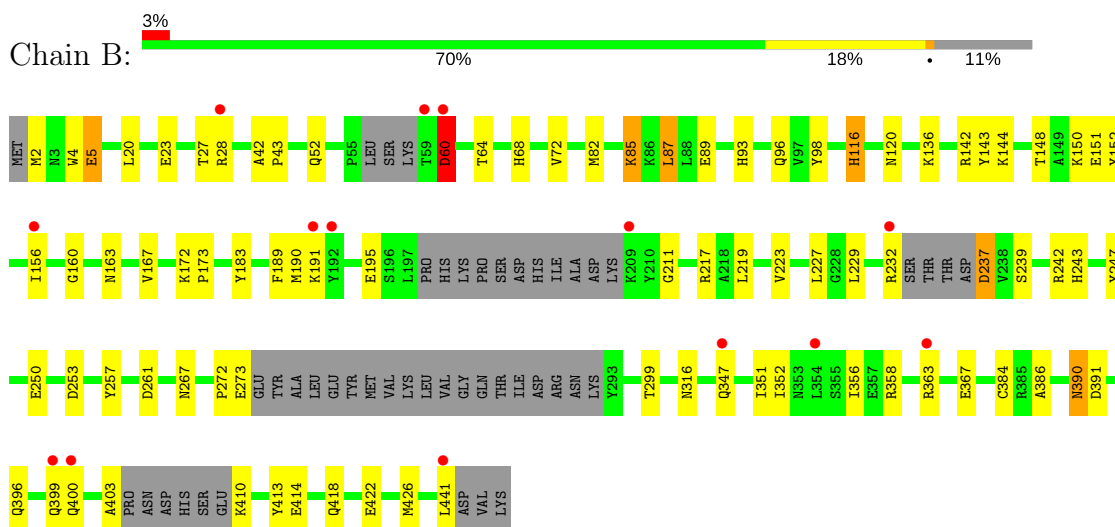 3%
Chain B:
70% 18% • 11%
MET M2 N3 W4 E5 L20 E23 T27 R28 A42 P43 Q52 P55 LEU SER LYS T59 D60 T64 H68 V72 M82 K85 K86 L87 L88 E89 H93 Q96 V97 Y98 H116 N120 K136 R142 Y143 K144 T148 A149 K150 E151
I156 G160 N163 V167 K172 P173 Y183 F189 M190 K191 Y192 E195 S196 L197 PRO HIS LYS PRO SER ASP HIS ILE ALA ASP LYS K209 Y210 G211 R217 A218 L219 V223 L227 G228 L229 R232 SER THR THR ASP D237 V238 S239 R242 H243
E250 D253 Y257 D261 N267 P272 E273 GLU TYR ALA LEU GLU TYR MET VAL LYS LEU VAL GLY GLN THR ILE ASP ARG ASN LYS Y293 T299 N316 Q347 I351 I352 N353 L354 S355 I356 E357 R358 R363 E367 C384 R385 A386 N390 D391
Q396 Q399 Q400 A403 PRO ASN ASP HIS SER GLU K410 Y413 E414 Q418 E422 M426 L441 ASP VAL LYS